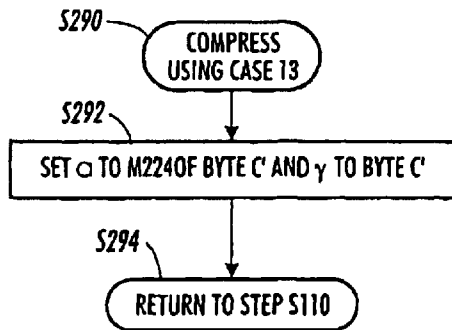 S290
COMPRESS
USING CASE 13
S292
SET α TO M224OF BYTE C' AND γ TO BYTE C'
S294
RETURN TO STEP S110